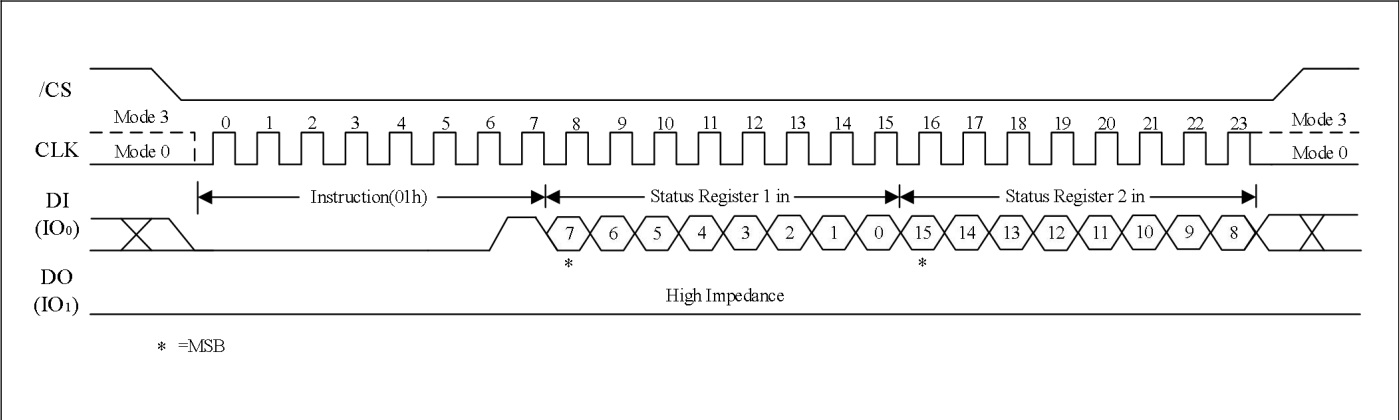 /CS
Mode 3
0 1 2 3 4 5 6 7 8 9 10 11 12 13 14 15 16 17 18 19 20 21 22 23
Mode 3
CLK
Mode 0
Mode 0
DI
(IO₀)
Instruction(01h)
Status Register 1 in
Status Register 2 in
7 6 5 4 3 2 1 0 15 14 13 12 11 10 9 8
* *
DO
(IO₁)
High Impedance
* =MSB